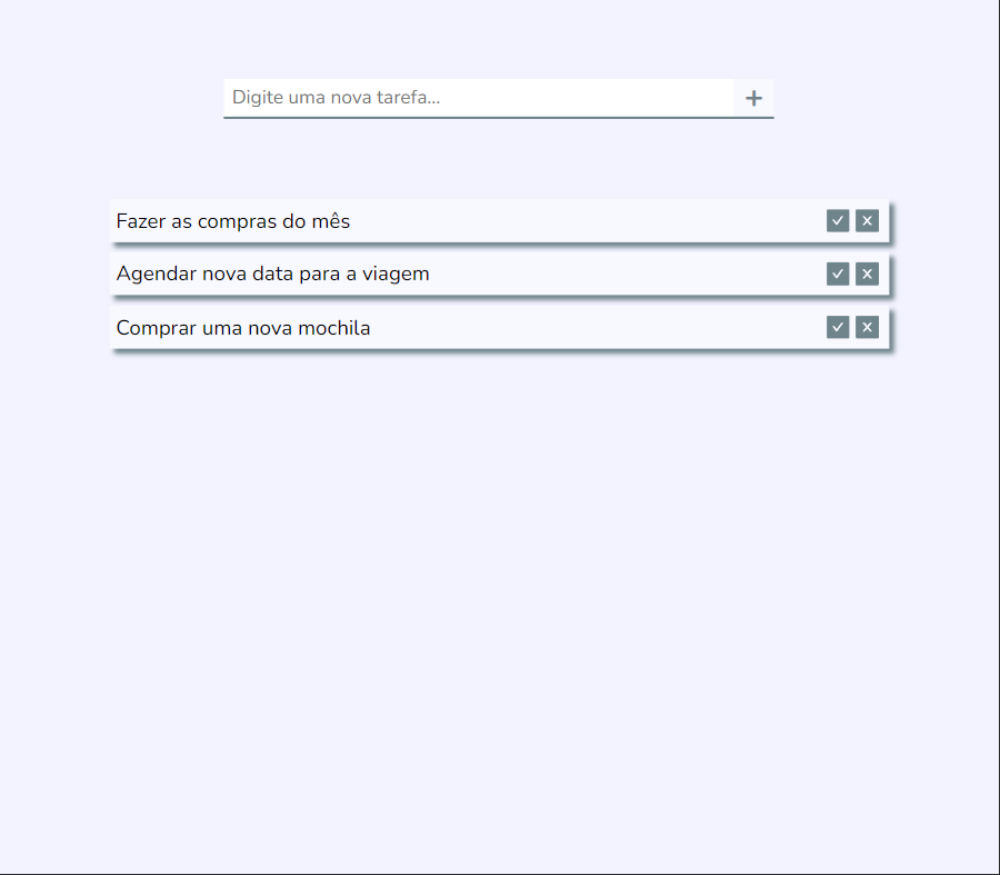 Digite uma nova tarefa...
Fazer as compras do mês
Agendar nova data para a viagem
Comprar uma nova mochila